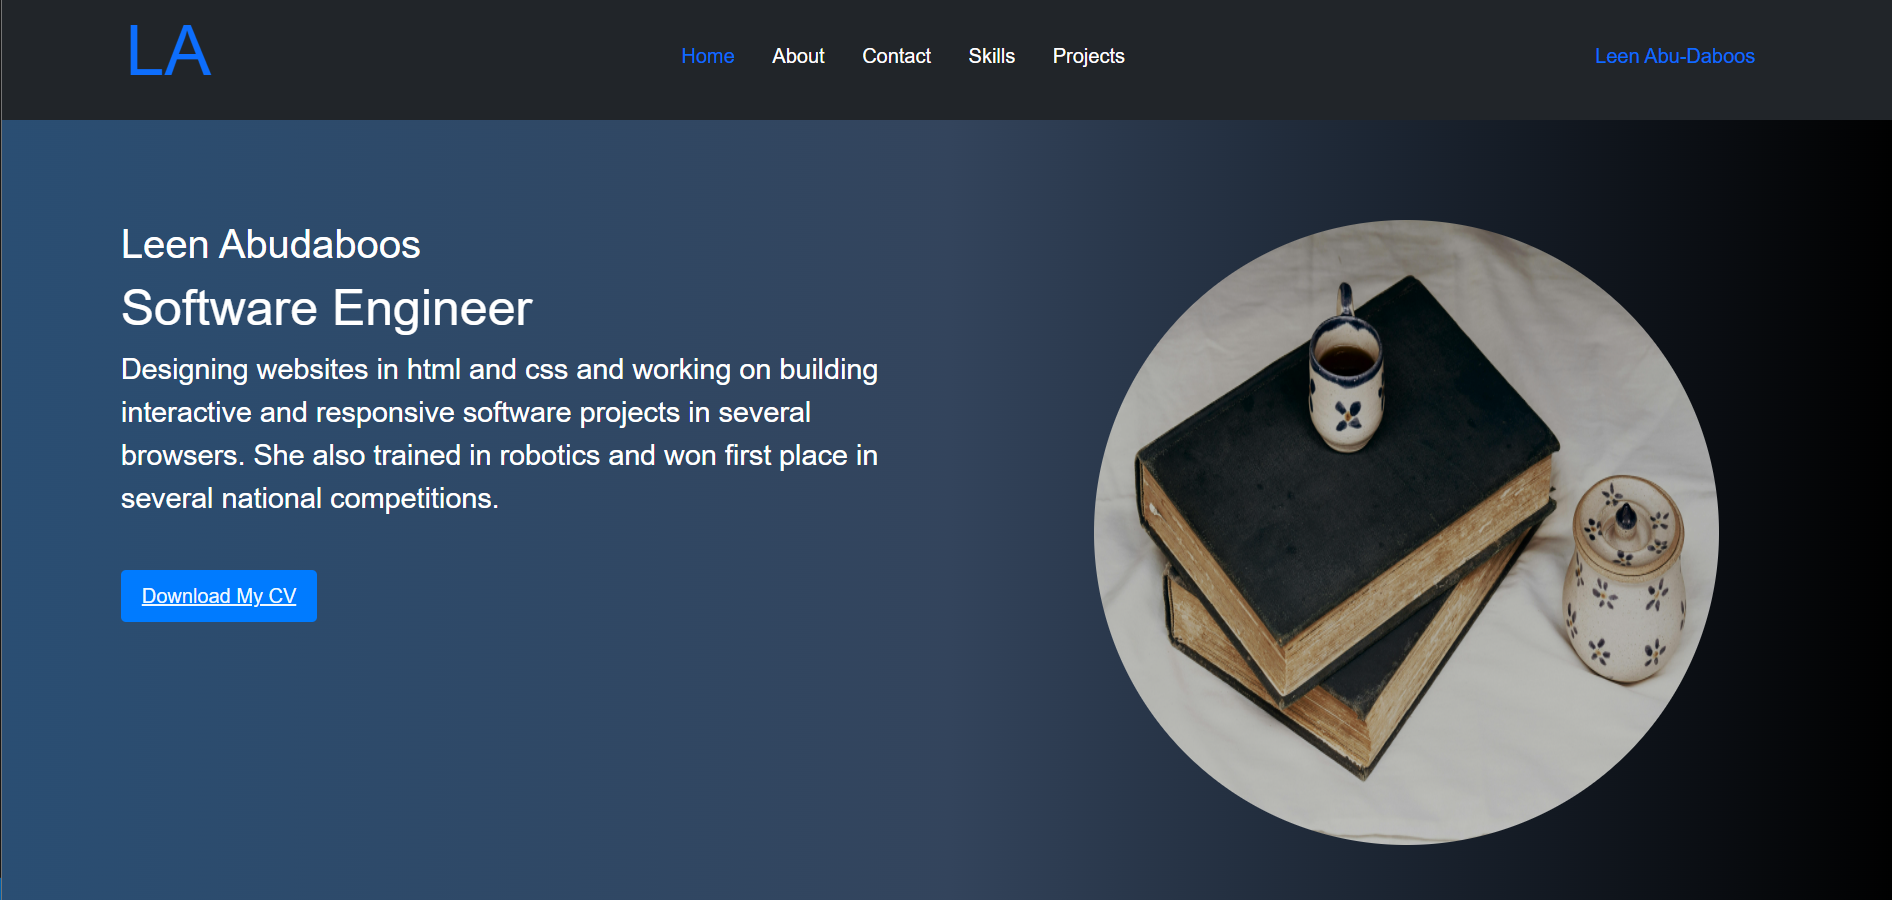 LA
Home About Contact Skills Projects
Leen Abu-Daboos
Leen Abudaboos
Software Engineer
Designing websites in html and css and working on building
interactive and responsive software projects in several
browsers. She also trained in robotics and won first place in
several national competitions.
Download My CV